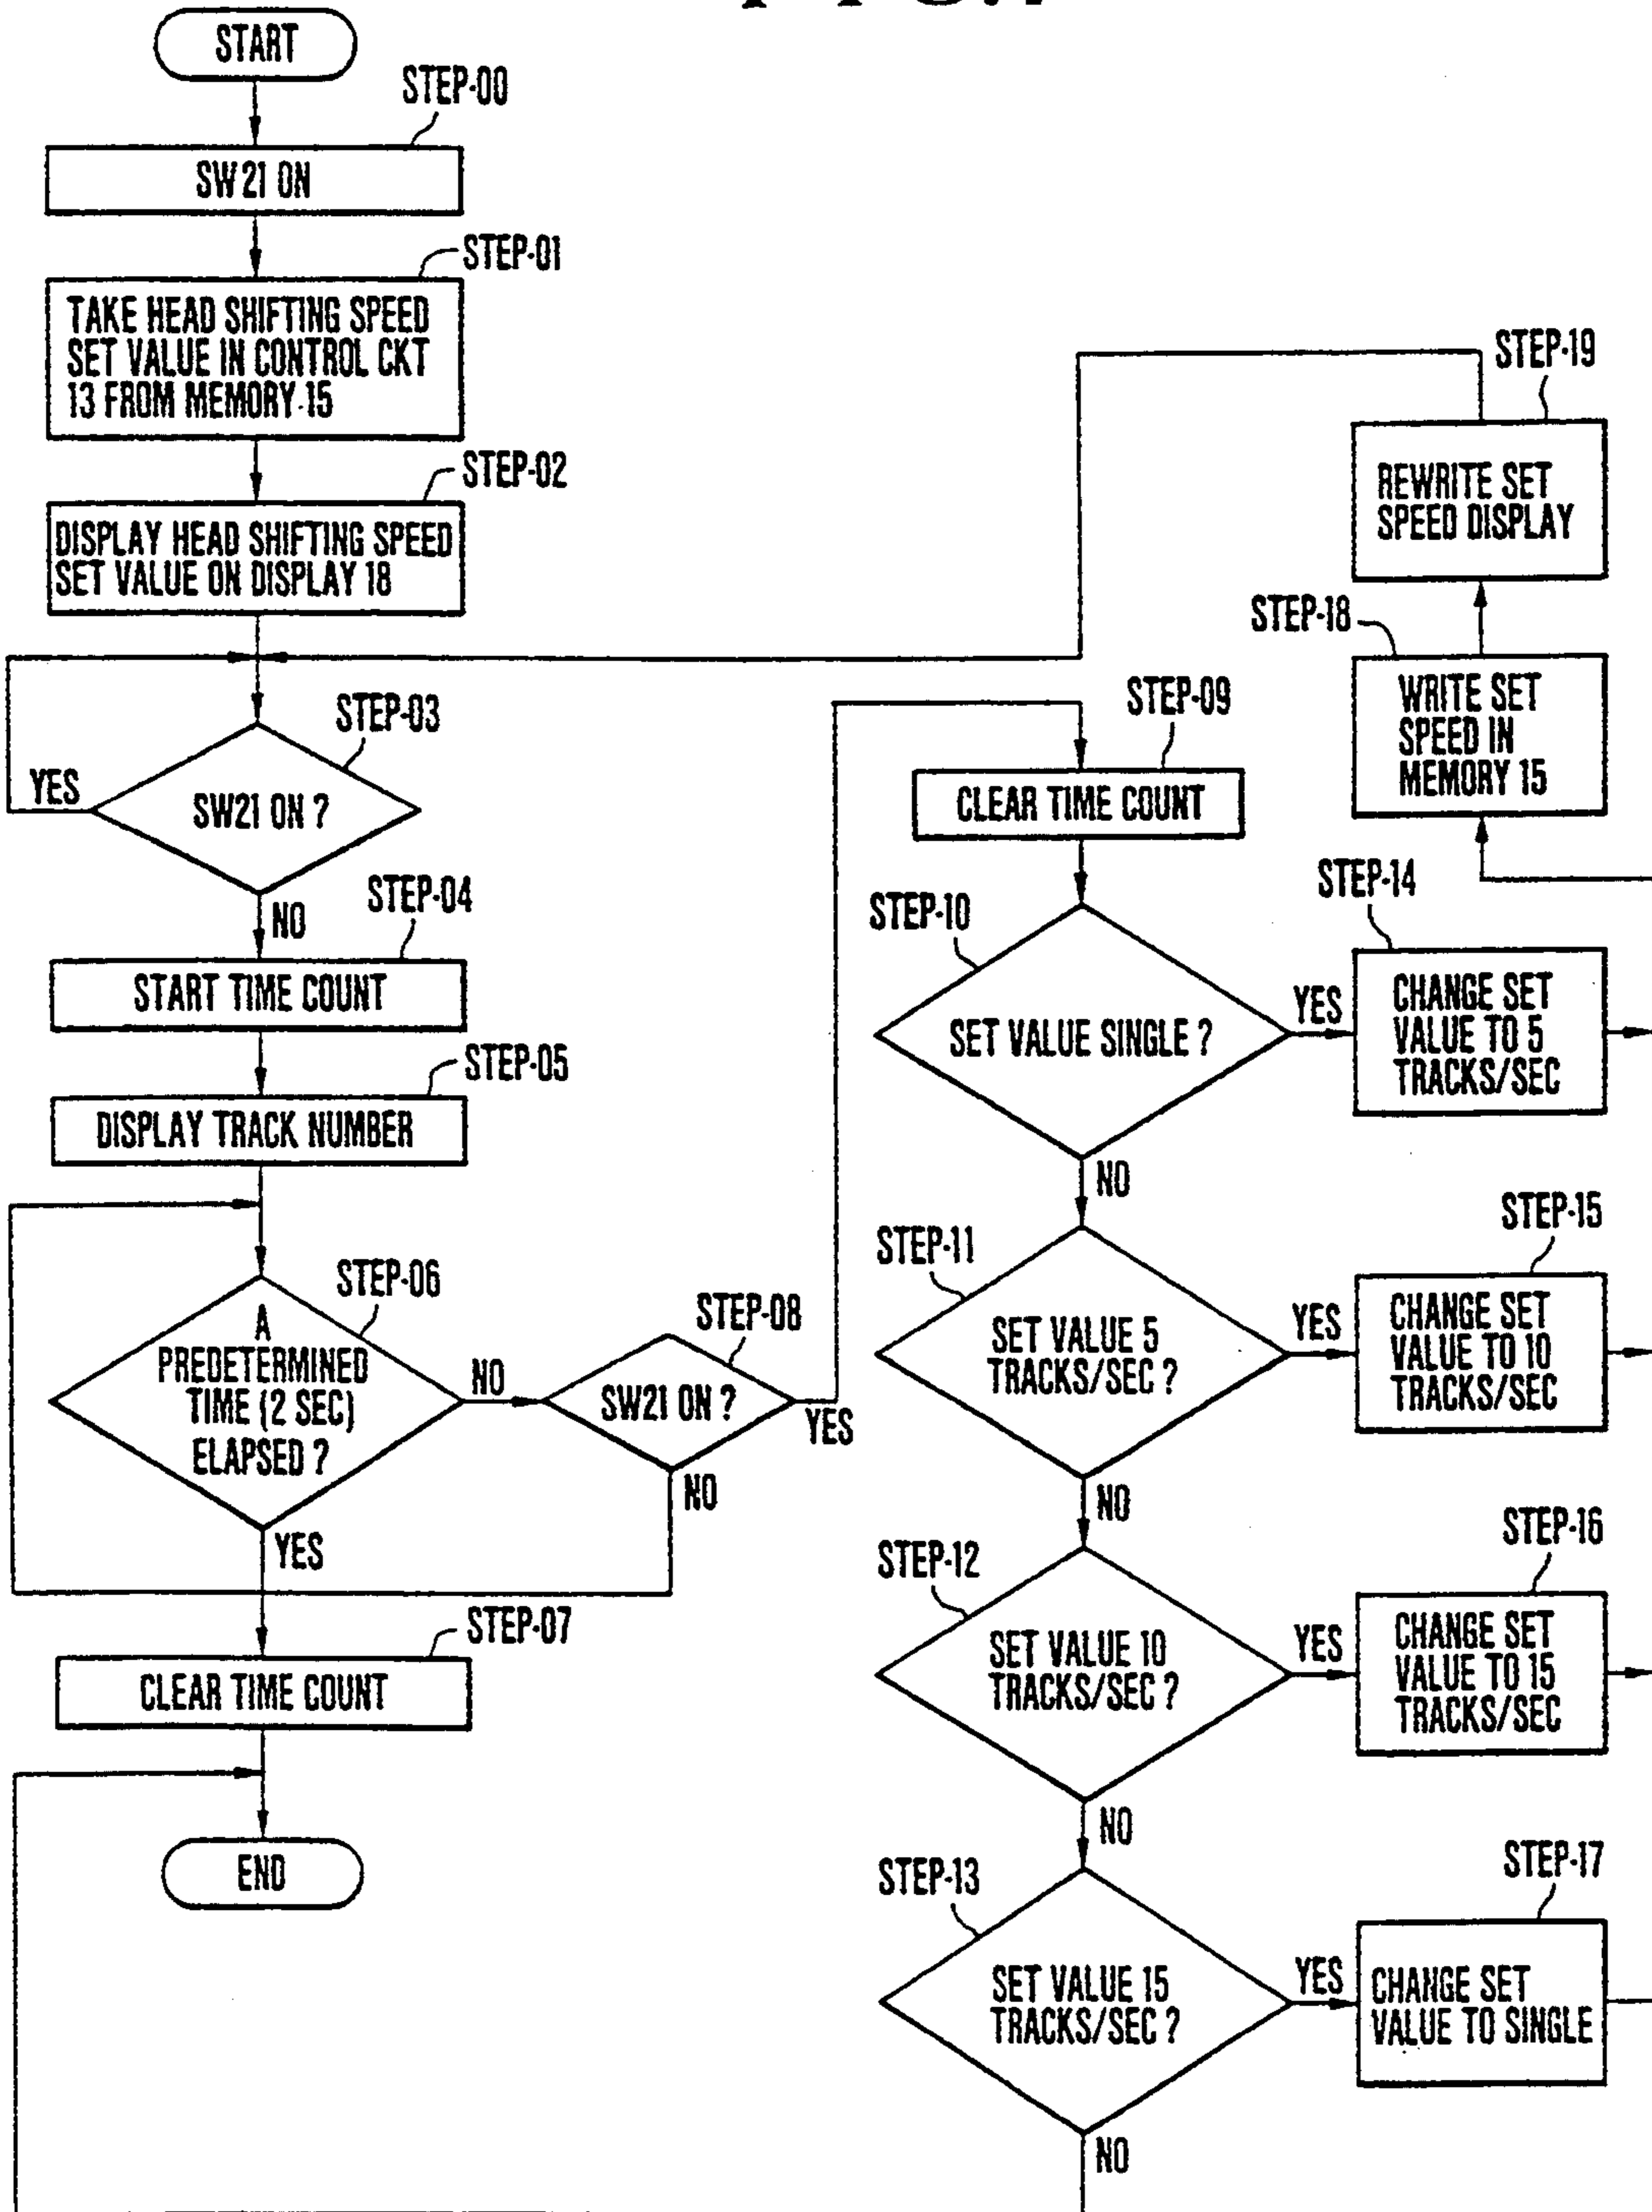 START
STEP-00
SW21 ON
STEP-01
TAKE HEAD SHIFTING SPEED
SET VALUE IN CONTROL CKT
13 FROM MEMORY 15
STEP-02
DISPLAY HEAD SHIFTING SPEED
SET VALUE ON DISPLAY 18
STEP-03
YES
SW21 ON ?
NO
STEP-04
START TIME COUNT
STEP-05
DISPLAY TRACK NUMBER
STEP-06
A
PREDETERMINED
TIME (2 SEC)
ELAPSED ?
NO
YES
STEP-08
SW21 ON ?
YES
NO
STEP-07
CLEAR TIME COUNT
END
STEP-09
CLEAR TIME COUNT
STEP-10
SET VALUE SINGLE ?
YES
NO
STEP-14
CHANGE SET
VALUE TO 5
TRACKS/SEC
STEP-11
SET VALUE 5
TRACKS/SEC ?
YES
NO
STEP-15
CHANGE SET
VALUE TO 10
TRACKS/SEC
STEP-12
SET VALUE 10
TRACKS/SEC ?
YES
NO
STEP-16
CHANGE SET
VALUE TO 15
TRACKS/SEC
STEP-13
SET VALUE 15
TRACKS/SEC ?
YES
NO
STEP-17
CHANGE SET
VALUE TO SINGLE
STEP-18
WRITE SET
SPEED IN
MEMORY 15
STEP-19
REWRITE SET
SPEED DISPLAY